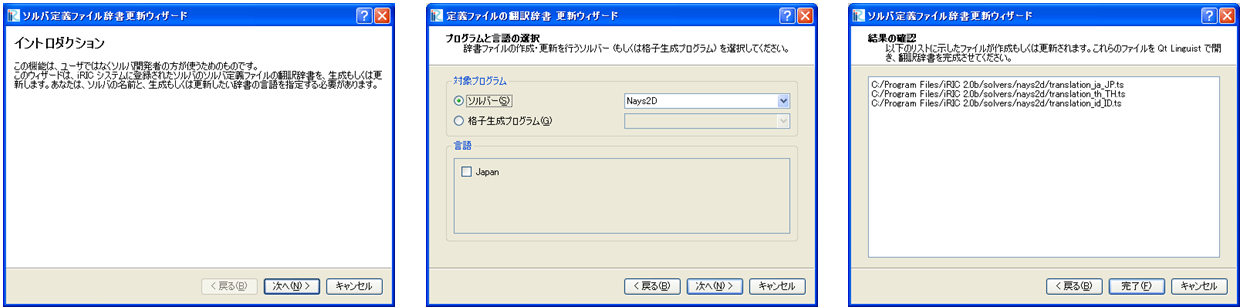 ソルバ定義ファイル辞書更新ウィザード
イントロダクション
この機能は、ユーザではなくソルバ開発者の方が使うためのものです。
このウィザードは、iRIC システムに登録されたソルバのソルバ定義ファイルの翻訳辞書を、生成もしくは更
新します。あなたは、ソルバの名前と、生成もしくは更新したい辞書の言語を指定する必要があります。
< 戻る(B)
次へ(N) >
キャンセル
定義ファイルの翻訳辞書 更新ウィザード
プログラムと言語の選択
辞書ファイルの作成・更新を行うソルバー (もしくは格子生成プログラム) を選択してください。
対象プログラム
ソルバー(S)
Nays2D
格子生成プログラム(G)
言語
Japan
< 戻る(B)
次へ(N) >
キャンセル
ソルバ定義ファイル辞書更新ウィザード
結果の確認
以下のリストに示したファイルが作成もしくは更新されます。これらのファイルを Qt Linguist で開
き、翻訳辞書を完成させてください。
C:/Program Files/iRIC 2.0b/solvers/nays2d/translation_ja_JP.ts
C:/Program Files/iRIC 2.0b/solvers/nays2d/translation_th_TH.ts
C:/Program Files/iRIC 2.0b/solvers/nays2d/translation_id_ID.ts
< 戻る(B)
完了(F)
キャンセル